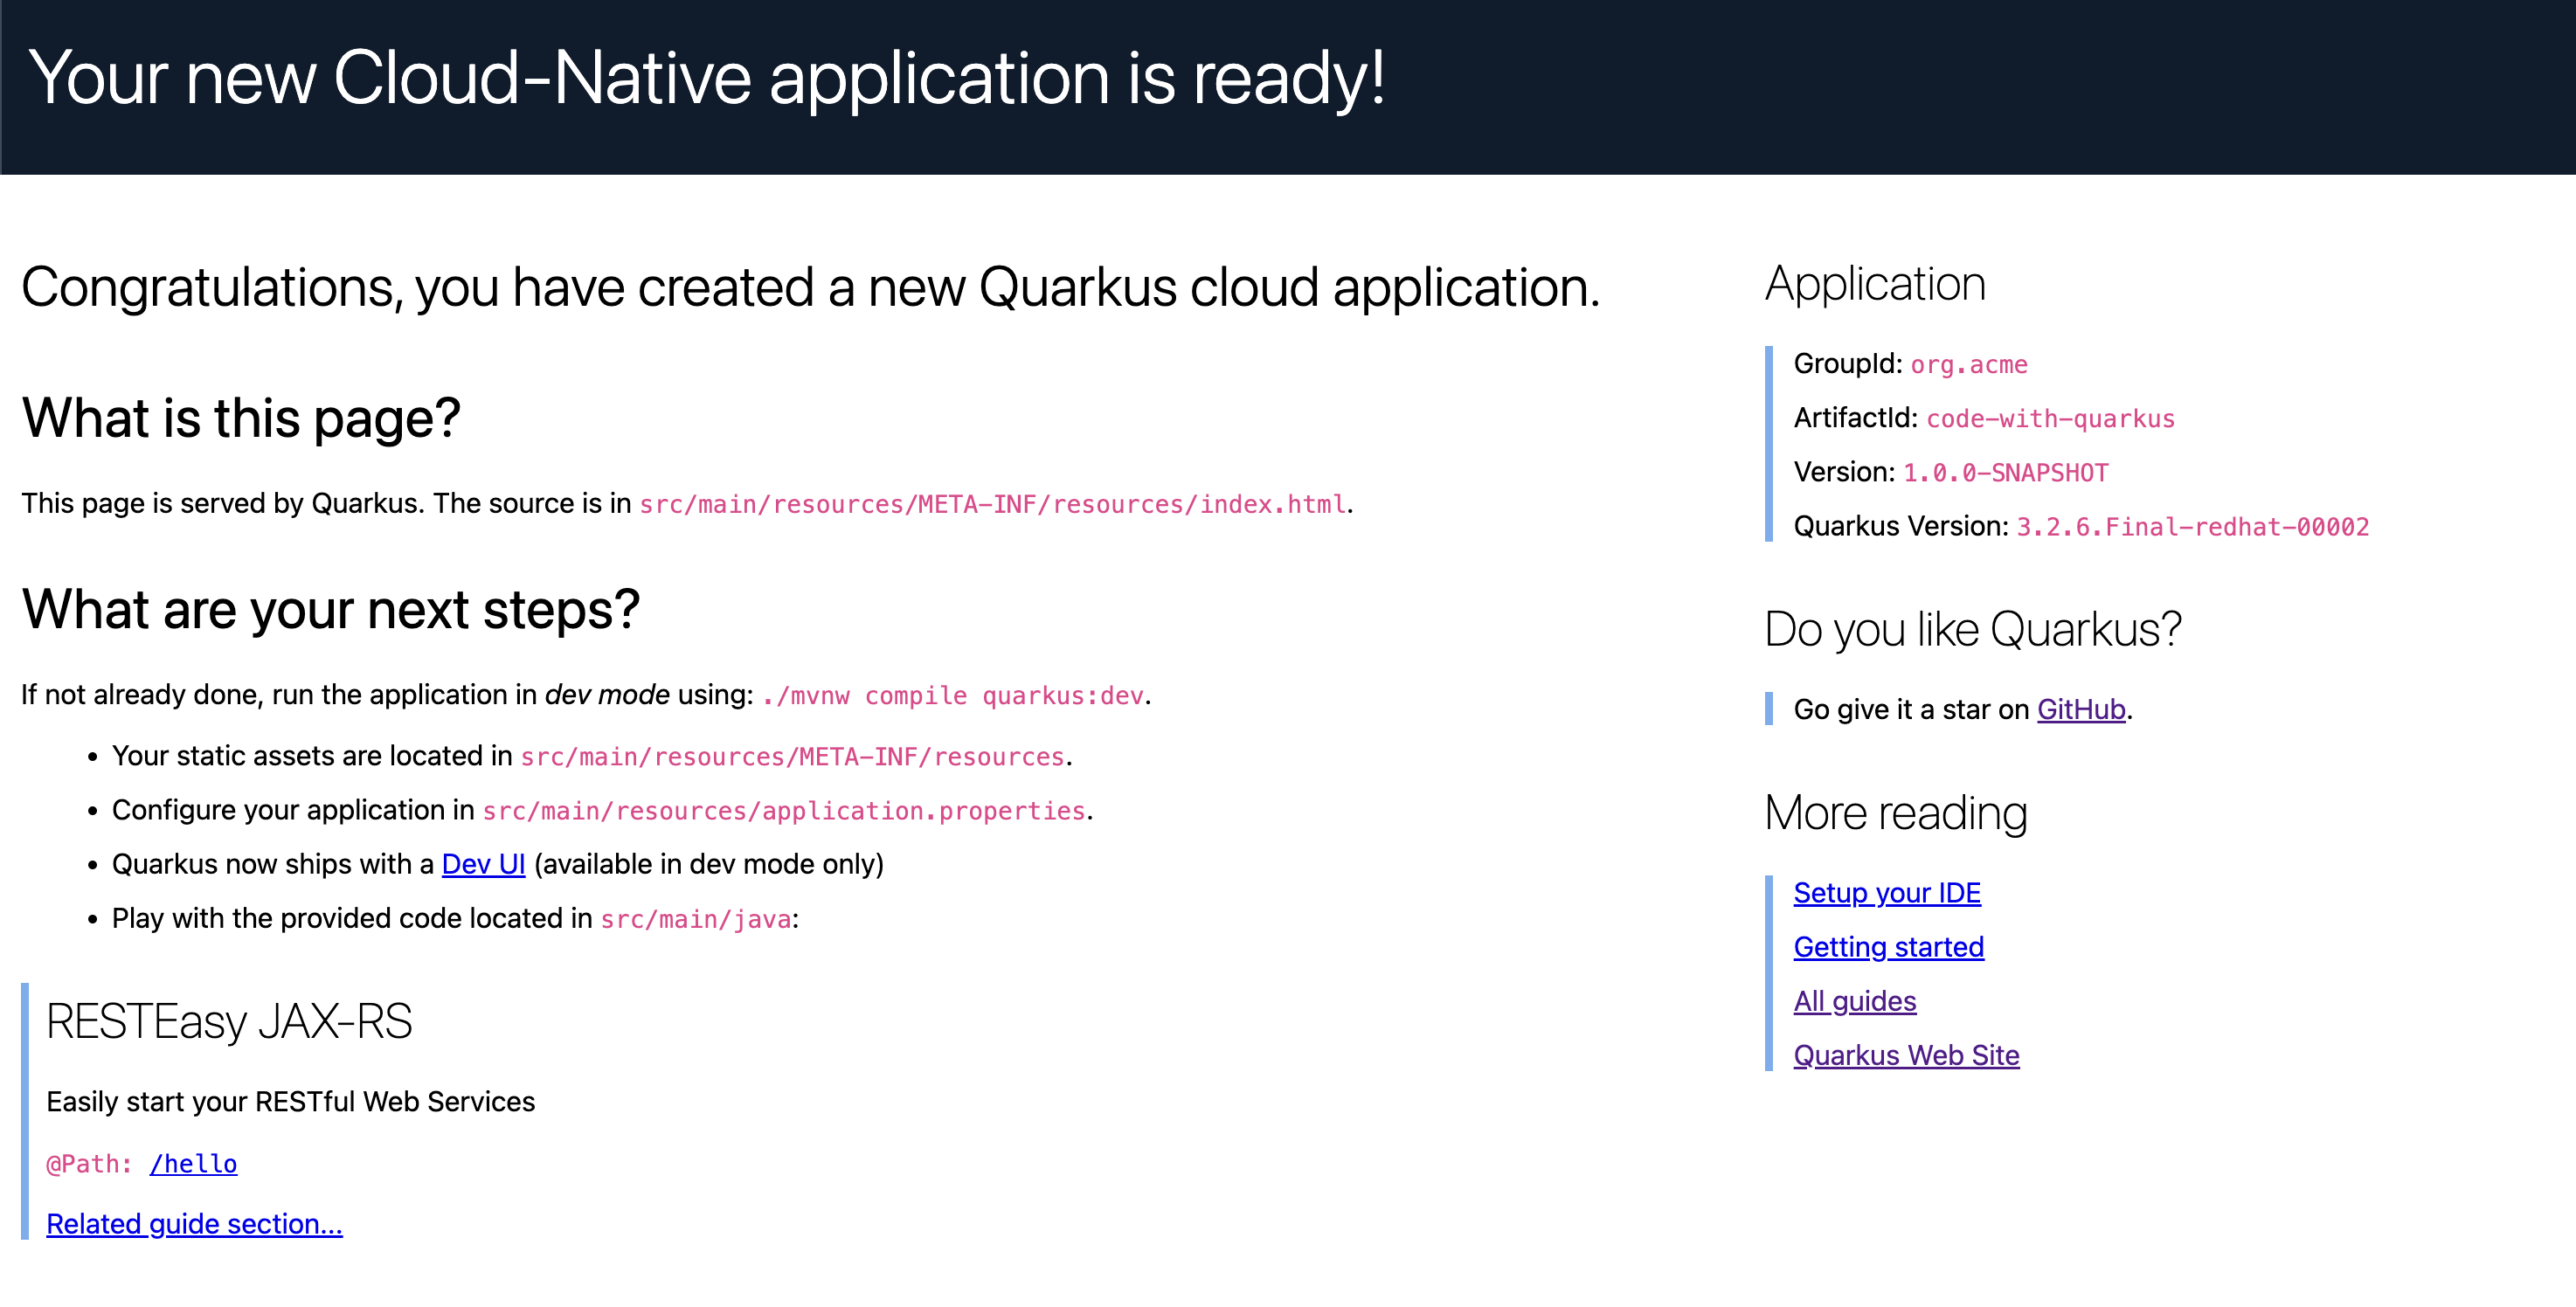 Your new Cloud-Native application is ready!
Congratulations, you have created a new Quarkus cloud application.
What is this page?
This page is served by Quarkus. The source is in src/main/resources/META-INF/resources/index.html.
What are your next steps?
If not already done, run the application in dev mode using: ./mvnw compile quarkus:dev.
• Your static assets are located in src/main/resources/META-INF/resources.
• Configure your application in src/main/resources/application.properties.
• Quarkus now ships with a Dev UI (available in dev mode only)
• Play with the provided code located in src/main/java:
RESTEasy JAX-RS
Easily start your RESTful Web Services
@Path: /hello
Related guide section...
Application
GroupId: org.acme
ArtifactId: code-with-quarkus
Version: 1.0.0-SNAPSHOT
Quarkus Version: 3.2.6.Final-redhat-00002
Do you like Quarkus?
Go give it a star on GitHub.
More reading
Setup your IDE
Getting started
All guides
Quarkus Web Site